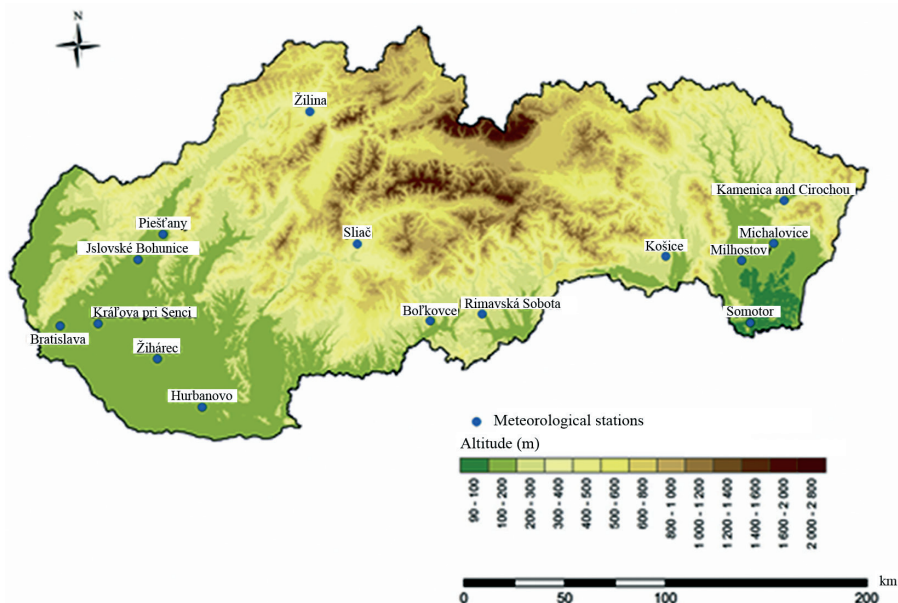 N
Žilina
Kamenica and Cirochou
Piešťany
Sliač
Michalovice
Jslovské Bohunice
Košice
Milhostov
Kráľova pri Senci
Boľkovce
Rimavská Sobota
Somotor
Bratislava
Žihárec
Hurbanovo
Meteorological stations
Altitude (m)
90 - 100
100 - 200
200 - 300
300 - 400
400 - 500
500 - 600
600 - 800
800 - 1 000
1 000 - 1 200
1 200 - 1 400
1 400 - 1 600
1 600 - 2 000
2 000 - 2 800
km
0
50
100
200